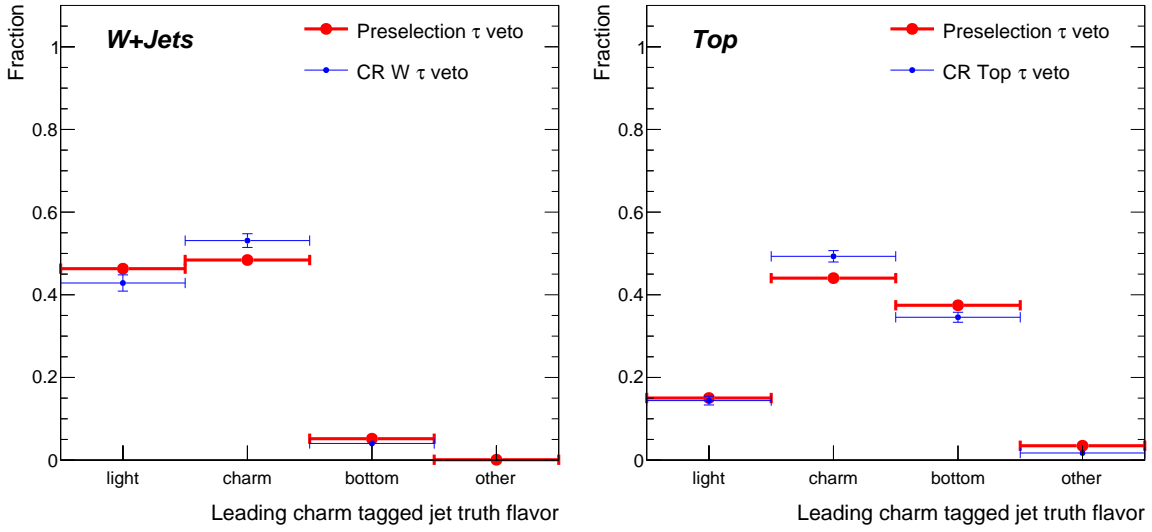 Fraction
1
0.8
0.6
0.4
0.2
0
W+Jets
Preselection τ veto
CR W τ veto
light charm bottom other
Leading charm tagged jet truth flavor
Fraction
1
0.8
0.6
0.4
0.2
0
Top
Preselection τ veto
CR Top τ veto
light charm bottom other
Leading charm tagged jet truth flavor